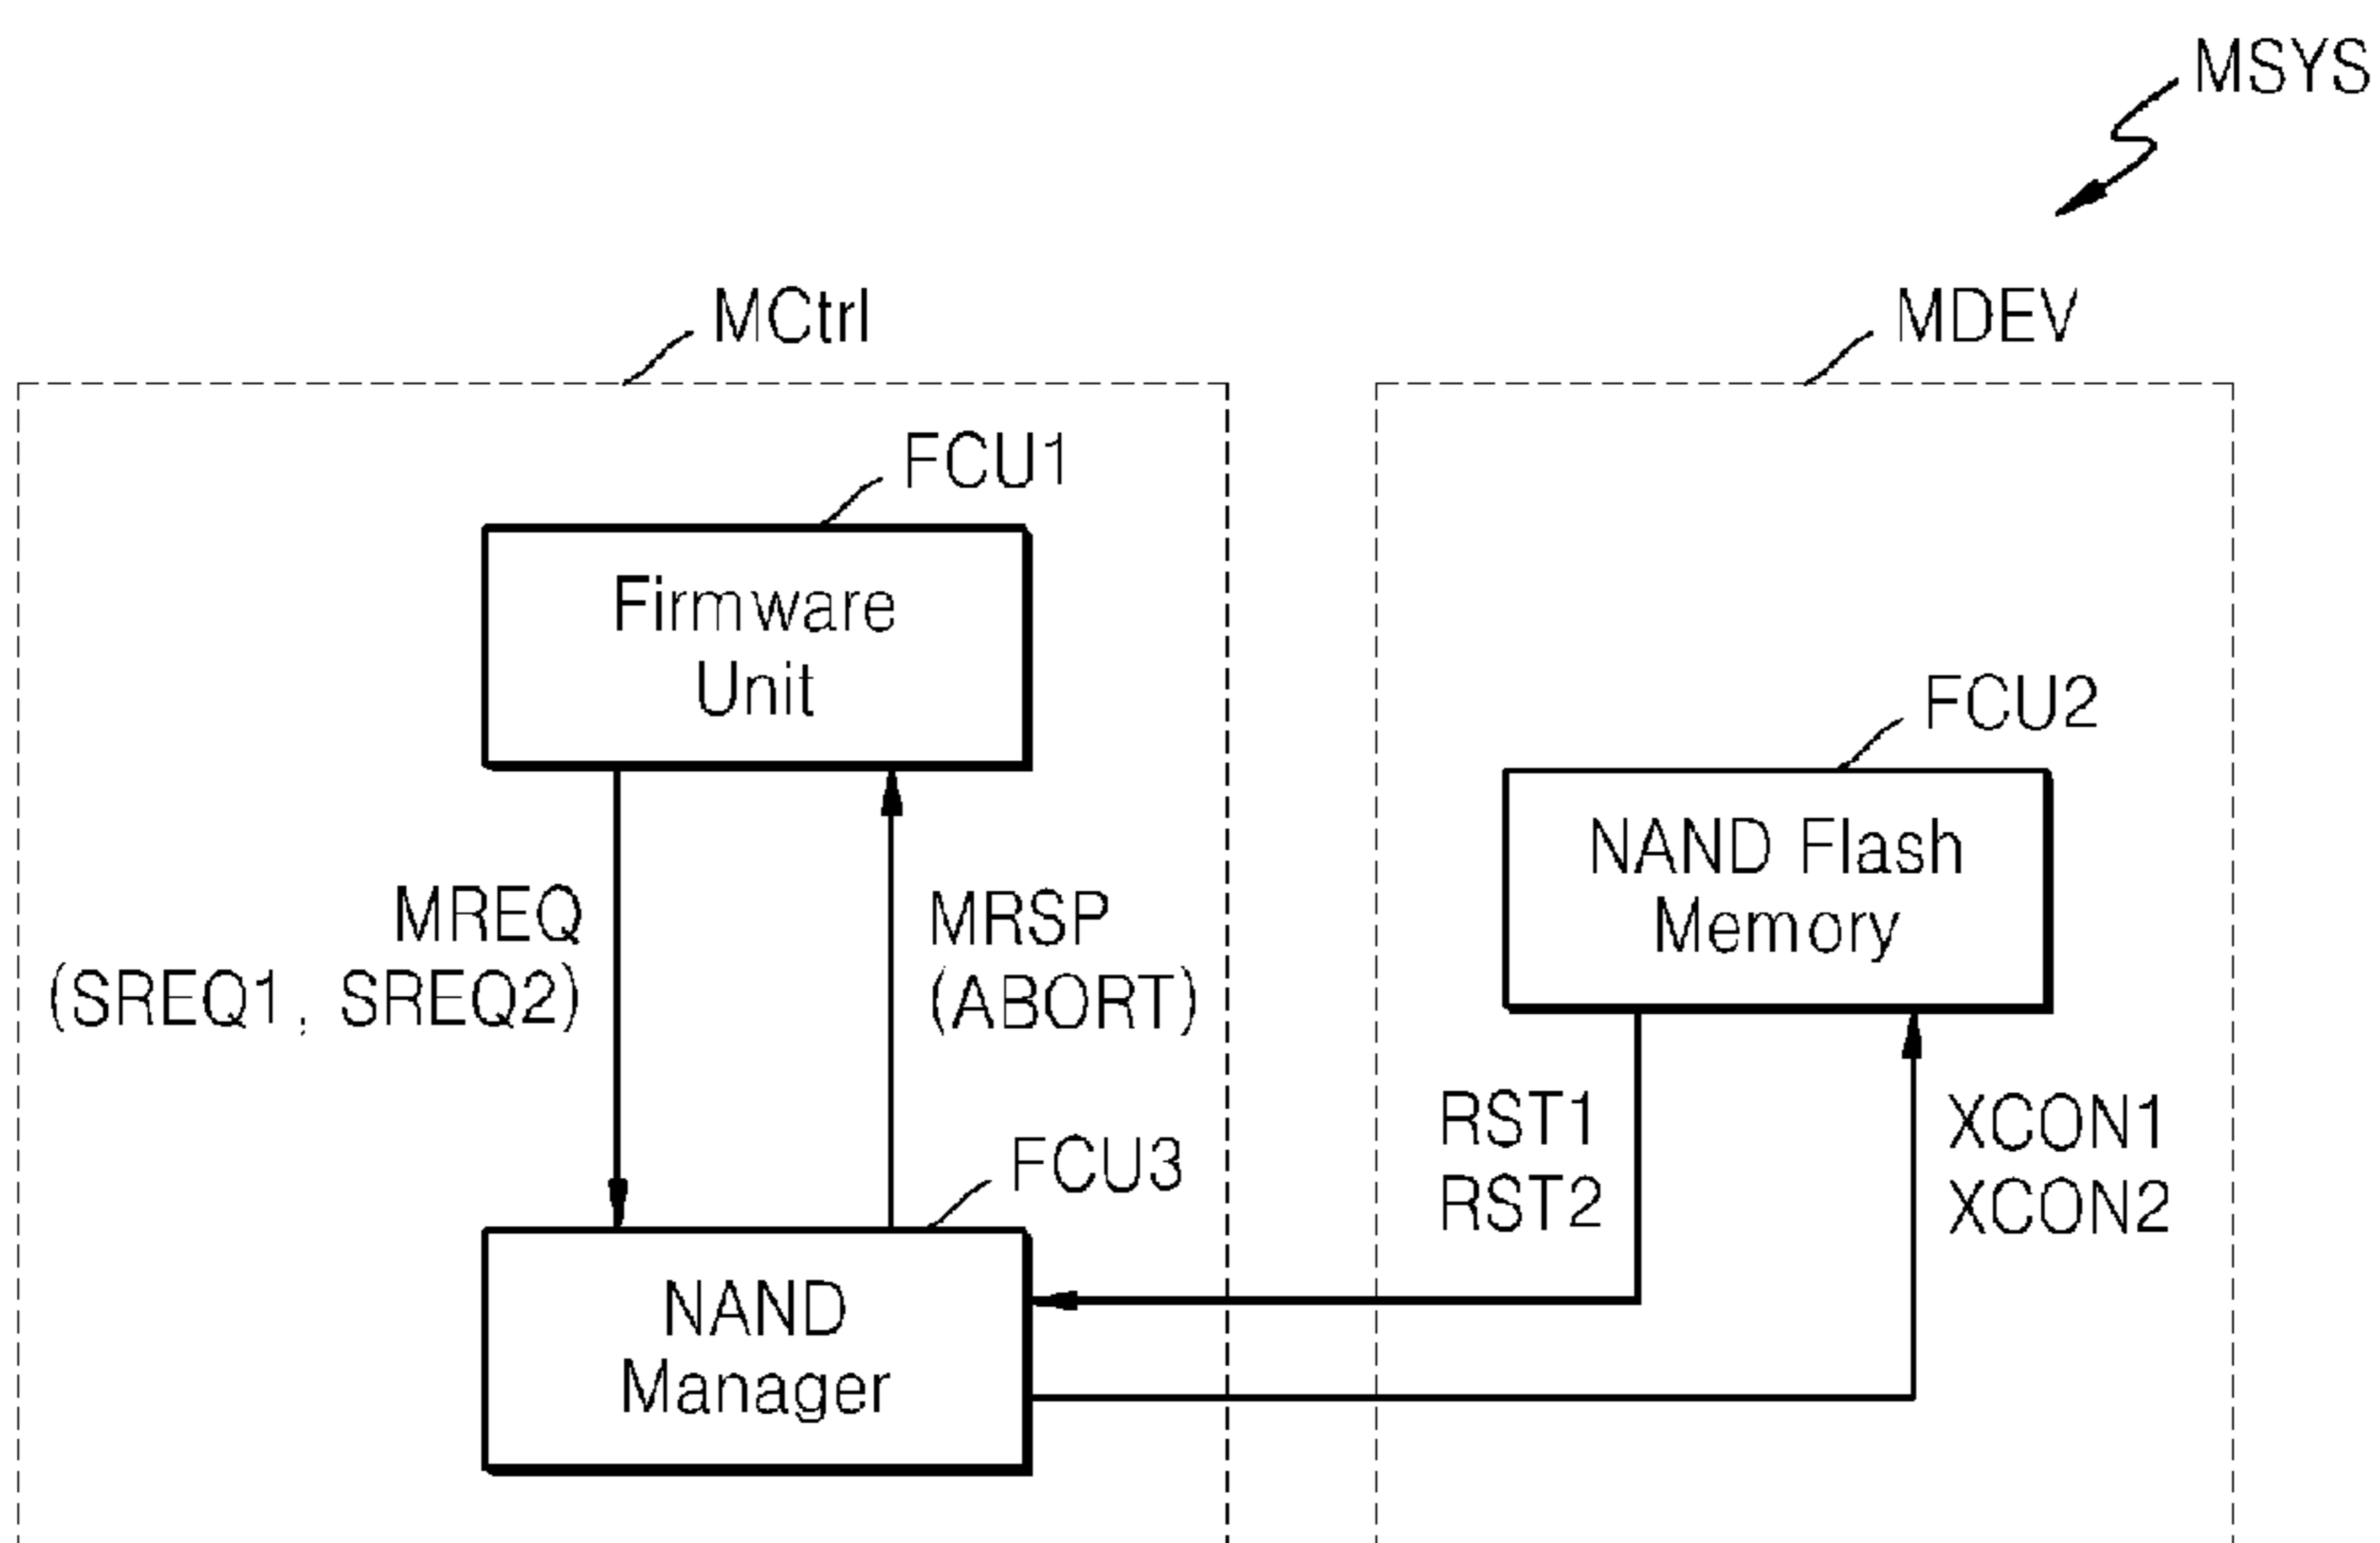 MSYS
MCtrl
MDEV
FCU1
Firmware
Unit
FCU2
NAND Flash
Memory
MREQ
(SREQ1, SREQ2)
MRSP
(ABORT)
RST1
RST2
XCON1
XCON2
FCU3
NAND
Manager